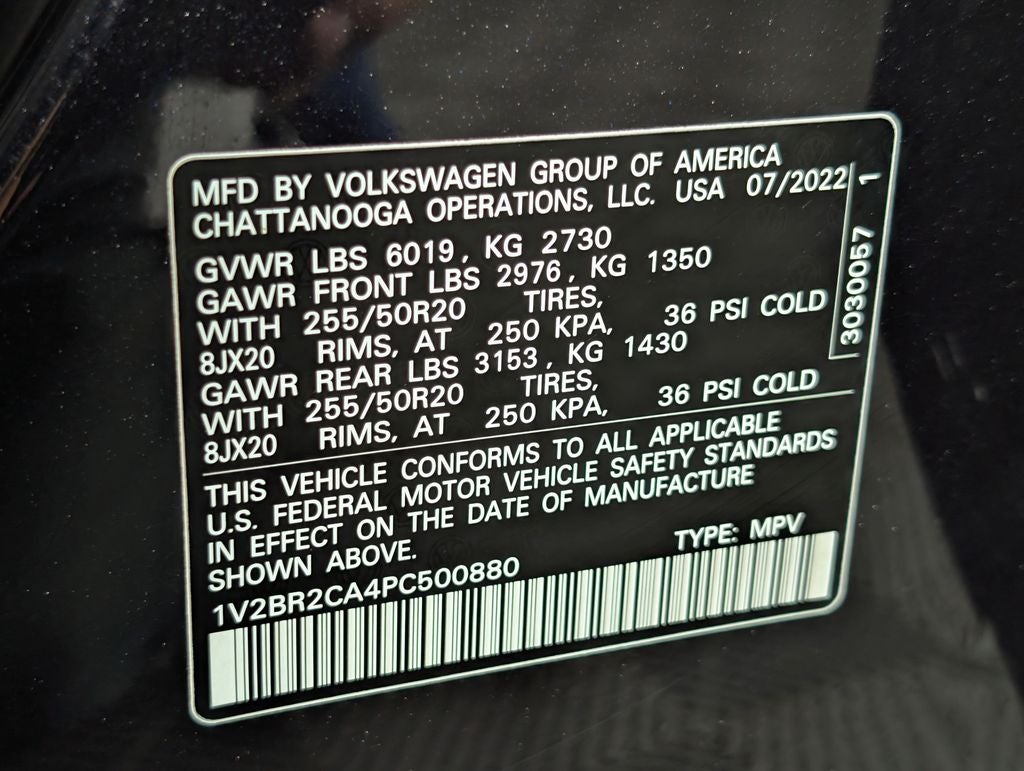 MFD BY VOLKSWAGEN GROUP OF AMERICA
CHATTANOOGA OPERATIONS, LLC. USA 07/2022
GVWR LBS 6019, KG 2730
GAWR FRONT LBS 2976, KG 1350
WITH 255/50R20 TIRES,
8JX20 RIMS, AT 250 KPA, 36 PSI COLD
GAWR REAR LBS 3153, KG 1430
WITH 255/50R20 TIRES,
8JX20 RIMS, AT 250 KPA, 36 PSI COLD
3030057 1
THIS VEHICLE CONFORMS TO ALL APPLICABLE
U.S. FEDERAL MOTOR VEHICLE SAFETY STANDARDS
IN EFFECT ON THE DATE OF MANUFACTURE
SHOWN ABOVE. TYPE: MPV
1V2BR2CA4PC500880